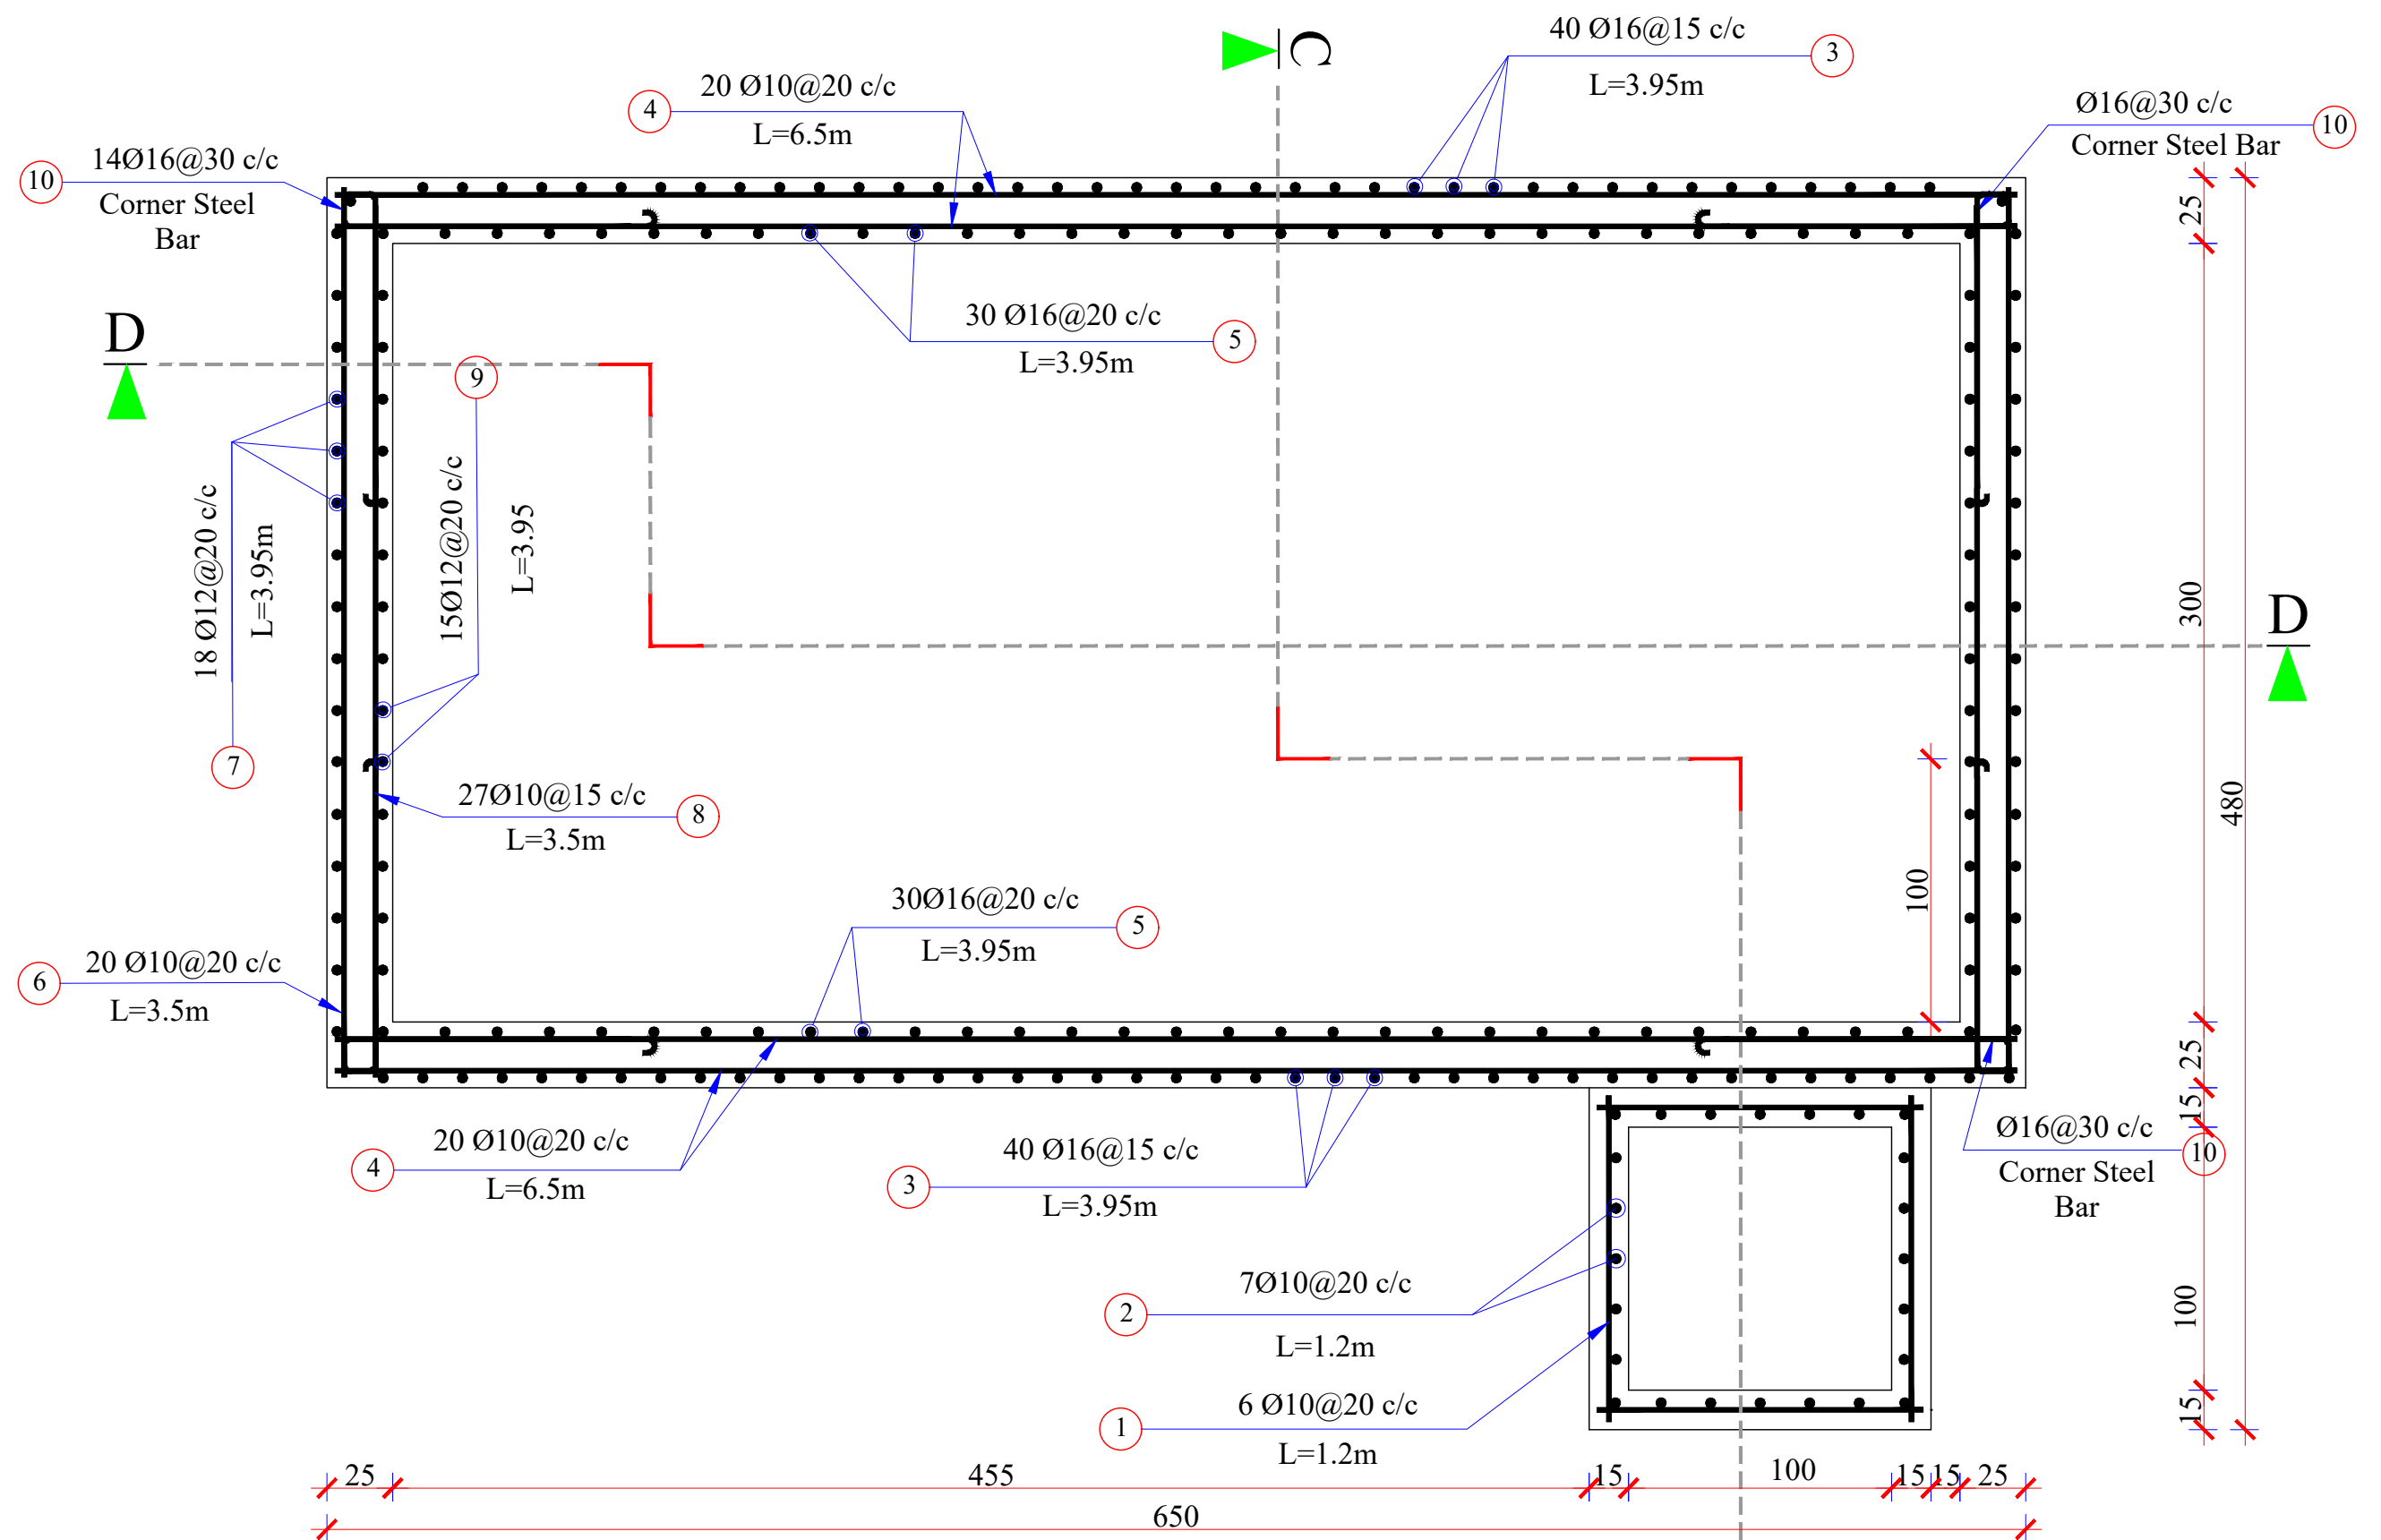 C
40 Ø16@15 c/c
3
L=3.95m
20 Ø10@20 c/c
4
L=6.5m
Ø16@30 c/c
10
Corner Steel Bar
14Ø16@30 c/c
10
Corner Steel
Bar
25
30 Ø16@20 c/c
5
L=3.95m
D
9
18 Ø12@20 c/c
L=3.95m
7
15Ø12@20 c/c
L=3.95
300
D
480
27Ø10@15 c/c
8
L=3.5m
100
30Ø16@20 c/c
5
L=3.95m
20 Ø10@20 c/c
6
L=3.5m
25
15
20 Ø10@20 c/c
4
L=6.5m
40 Ø16@15 c/c
3
L=3.95m
Ø16@30 c/c
10
Corner Steel
Bar
7Ø10@20 c/c
2
L=1.2m
100
6 Ø10@20 c/c
1
L=1.2m
15
25
455
15
100
15
15
25
650